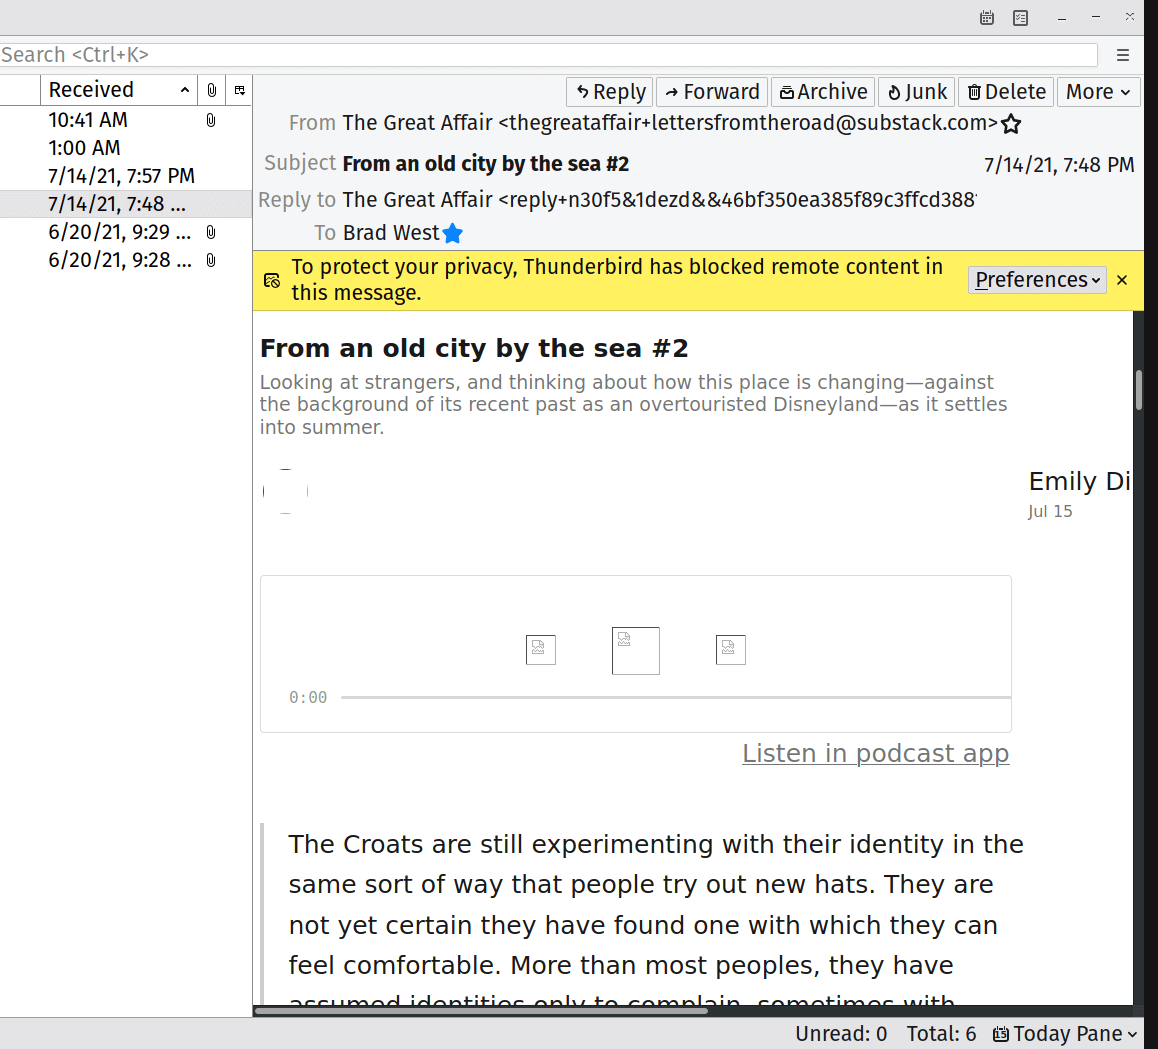 Search <Ctrl+K>
Received
10:41 AM
1:00 AM
7/14/21, 7:57 PM
7/14/21, 7:48 ...
6/20/21, 9:29 ...
6/20/21, 9:28 ...
Reply Forward Archive Junk Delete More
From The Great Affair <thegreataffair+lettersfromtheroad@substack.com>
Subject From an old city by the sea #2 7/14/21, 7:48 PM
Reply to The Great Affair <reply+n30f5&1dezd&&46bf350ea385f89c3ffcd388
To Brad West
To protect your privacy, Thunderbird has blocked remote content in
this message.
Preferences
From an old city by the sea #2
Looking at strangers, and thinking about how this place is changing—against
the background of its recent past as an overtouristed Disneyland—as it settles
into summer.
Emily Di
Jul 15
0:00
Listen in podcast app
The Croats are still experimenting with their identity in the
same sort of way that people try out new hats. They are
not yet certain they have found one with which they can
feel comfortable. More than most peoples, they have
assumed identities only to complain, sometimes with
Unread: 0 Total: 6 15 Today Pane